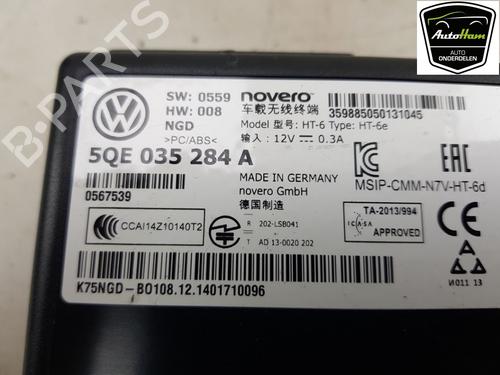 AutoHam
AUTO
ONDERDELEN
B-PARTS
SW: 0559
HW: 008
NGD
>PC/ABS<
novero
车载无线终端
359885050131045
Model 型号: HT-6 Type: HT-6e
输入: 12V 0.3A
5QE 035 284 A
0567539
MADE IN GERMANY
novero GmbH
德国制造
MSIP-CMM-N7V-HT-6d
EAC
CCAI14Z10140T2
R 202-LSB041
T AD 13-0020 202
TA-2013/994
ICASA APPROVED
CE
K75NGD-BO108.12.1401710096
И011 13